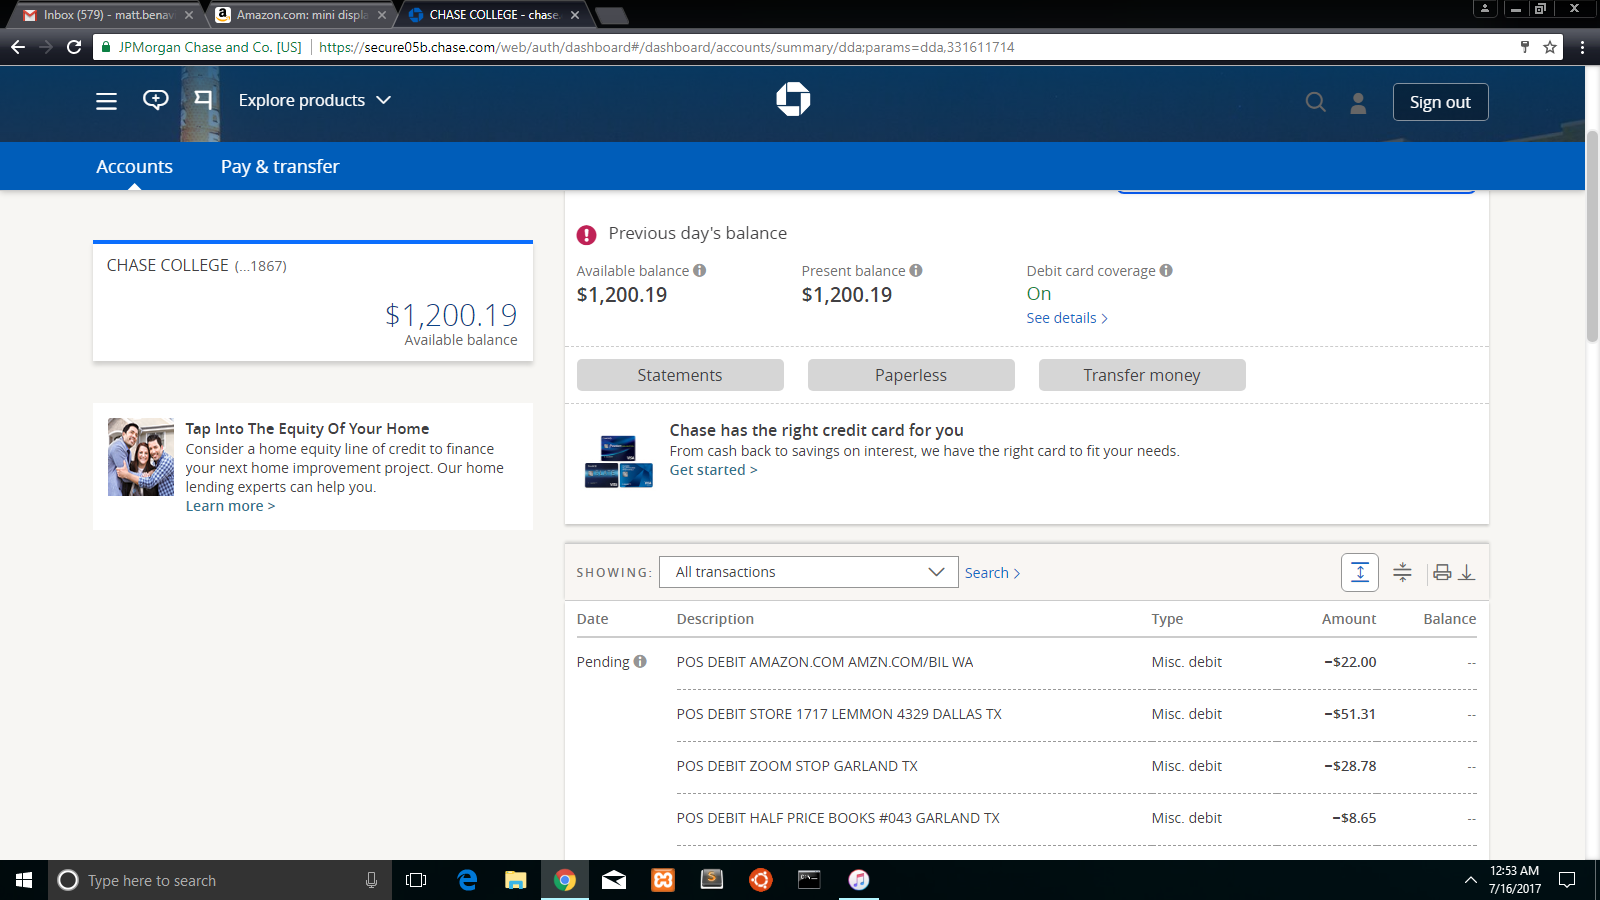 Inbox (579) - matt.benavi
Amazon.com: mini displa
CHASE COLLEGE - chase.
JPMorgan Chase and Co. [US]
https://secure05b.chase.com/web/auth/dashboard#/dashboard/accounts/summary/dda;params=dda,331611714
Explore products
Sign out
Accounts
Pay & transfer
CHASE COLLEGE (...1867)
$1,200.19
Available balance
Tap Into The Equity Of Your Home
Consider a home equity line of credit to finance
your next home improvement project. Our home
lending experts can help you.
Learn more >
Previous day's balance
Available balance
$1,200.19
Present balance
$1,200.19
Debit card coverage
On
See details
Statements
Paperless
Transfer money
Chase has the right credit card for you
From cash back to savings on interest, we have the right card to fit your needs.
Get started >
SHOWING: All transactions Search
Date Description Type Amount Balance
Pending POS DEBIT AMAZON.COM AMZN.COM/BIL WA Misc. debit −$22.00 --
POS DEBIT STORE 1717 LEMMON 4329 DALLAS TX Misc. debit −$51.31 --
POS DEBIT ZOOM STOP GARLAND TX Misc. debit −$28.78 --
POS DEBIT HALF PRICE BOOKS #043 GARLAND TX Misc. debit −$8.65 --
Type here to search
12:53 AM
7/16/2017